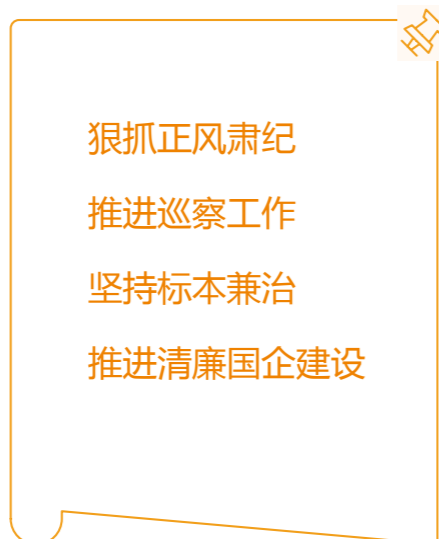 狠抓正风肃纪
推进巡察工作
坚持标本兼治
推进清廉国企建设